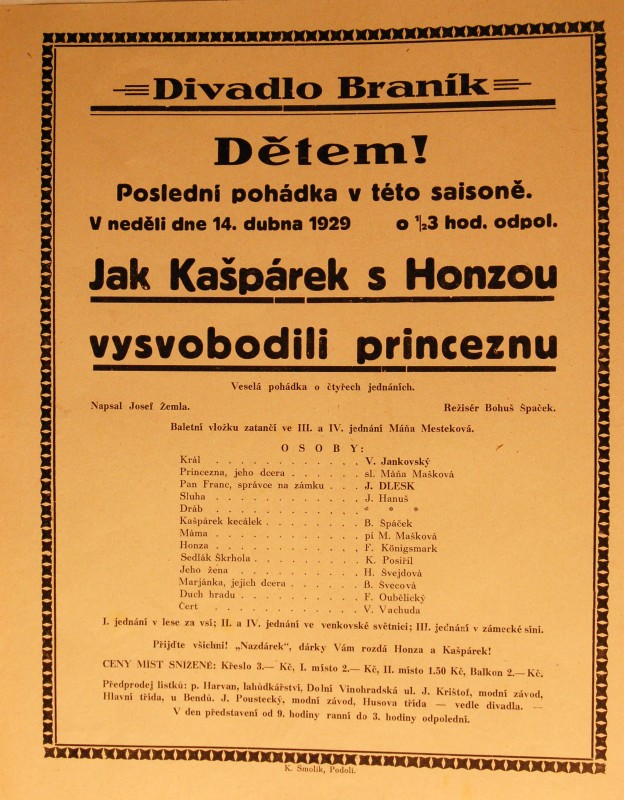 Divadlo Braník
Dětem!
Poslední pohádka v této saisoně.
V neděli dne 14. dubna 1929 o ½3 hod. odpol.
Jak Kašpárek s Honzou
vysvobodili princeznu
Veselá pohádka o čtyřech jednáních.
Napsal Josef Žemla. Režisér Bohuš Špaček.
Baletní vložku zatančí ve III. a IV. jednání Máňa Mesteková.
OSOBY:
Král . . . . . . . . . . . . V. Jankovský
Princezna, jeho dcera . . . . . . sl. Máňa Mašková
Pan Franc, správce na zámku . . . J. DLESK
Sluha . . . . . . . . . . . . J. Hanuš
Dráb . . . . . . . . . . . . * * *
Kašpárek kecálek . . . . . . . . B. Špáček
Máma . . . . . . . . . . . . pí M. Mašková
Honza . . . . . . . . . . . . F. Königsmark
Sedlák Škrhola . . . . . . . . . K. Posiřil
Jeho žena . . . . . . . . . . . H. Švejdová
Marjánka, jejich dcera . . . . . . B. Švecová
Duch hradu . . . . . . . . . . F. Oubělický
Čert . . . . . . . . . . . . V. Vachuda
I. jednání v lese za vsí; II. a IV. jednání ve venkovské světnici; III. jednání v zámecké síni.
Přijďte všichni! „Nazdárek“, dárky Vám rozdá Honza a Kašpárek!
CENY MÍST SNÍŽENÉ: Křeslo 3.— Kč, I. místo 2.— Kč, II. místo 1.50 Kč, Balkon 2.— Kč.
Předprodej lístků: p. Harvan, lahůdkářství, Dolní Vinohradská ul. J. Krištof, modní závod,
Hlavní třída, u Bendů. J. Poustecký, modní závod, Husova třída — vedle divadla. —
V den představení od 9. hodiny ranní do 3. hodiny odpolední.
K. Smolík, Podolí.